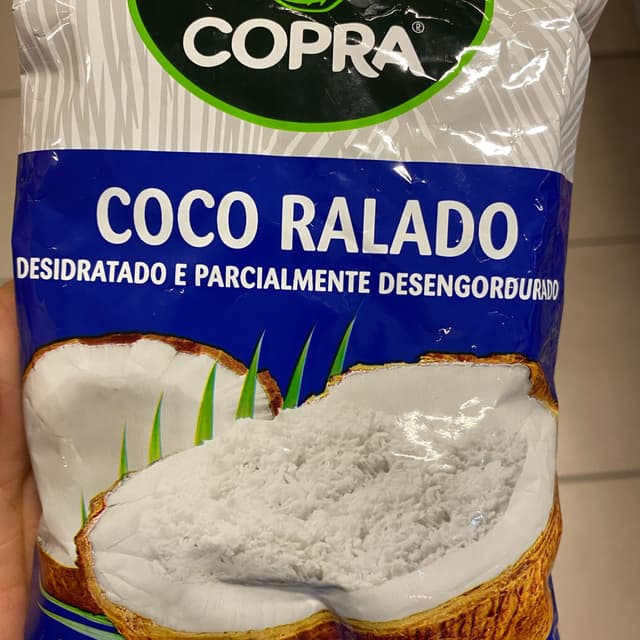 COPRA®
COCO RALADO
DESIDRATADO E PARCIALMENTE DESENGORDURADO